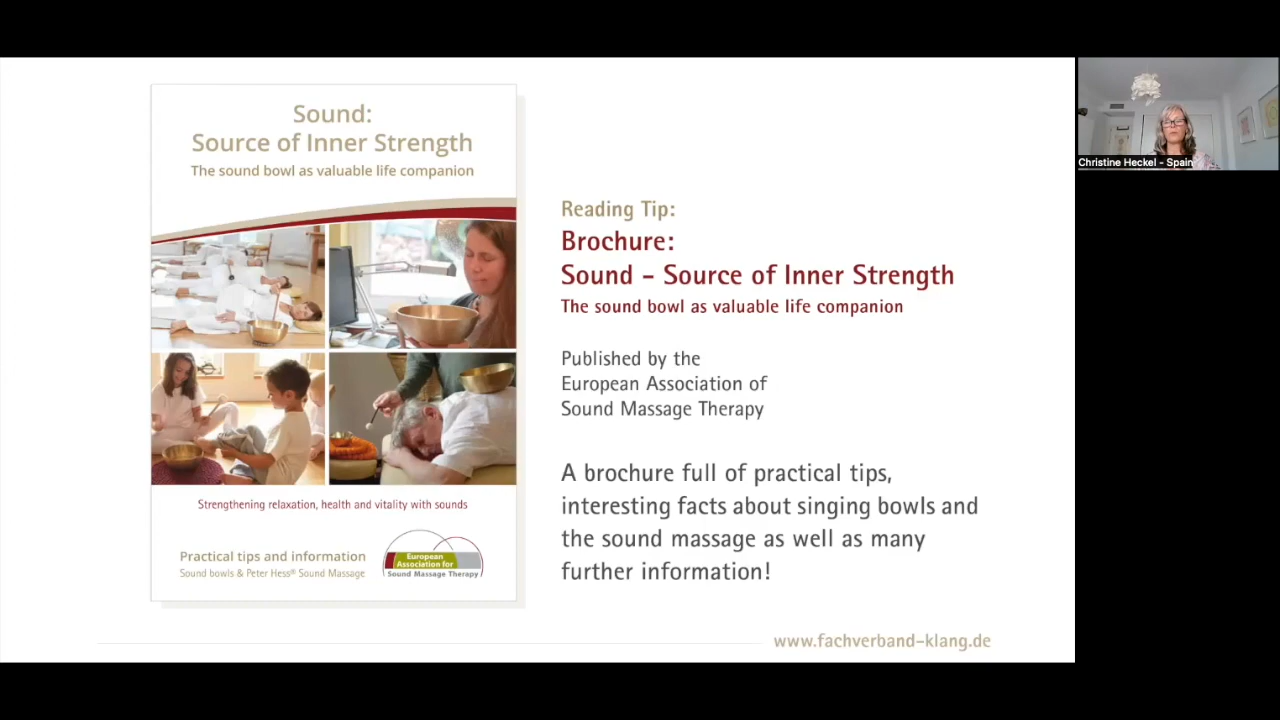 Sound:
Source of Inner Strength
The sound bowl as valuable life companion
Strengthening relaxation, health and vitality with sounds
Practical tips and information
Sound bowls & Peter Hess® Sound Massage
European
Association for
Sound Massage Therapy
Reading Tip:
Brochure:
Sound – Source of Inner Strength
The sound bowl as valuable life companion
Published by the
European Association of
Sound Massage Therapy
A brochure full of practical tips,
interesting facts about singing bowls and
the sound massage as well as many
further information!
www.fachverband-klang.de
Christine Heckel - Spain